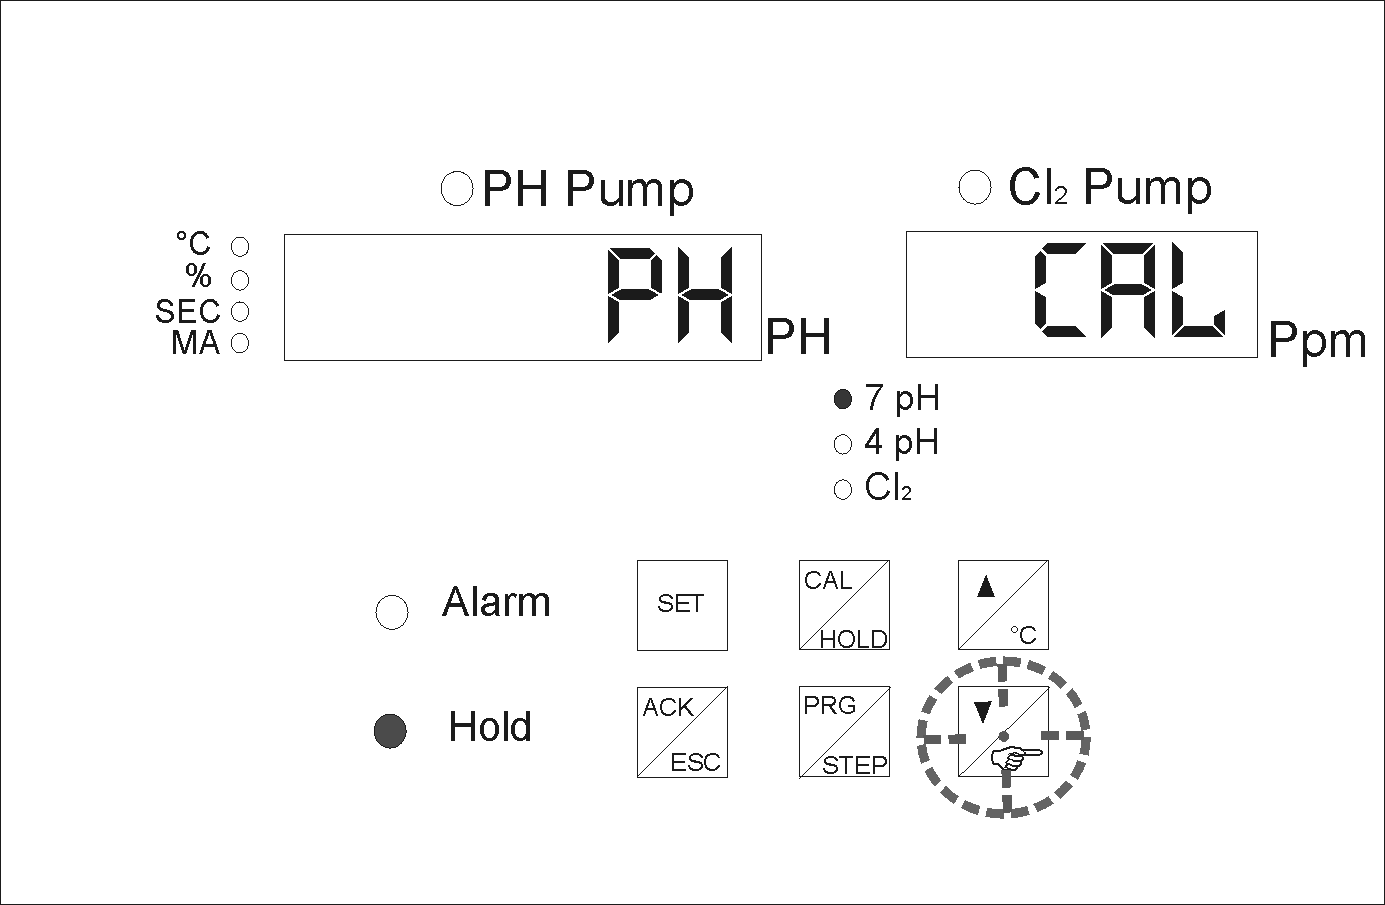 PH Pump
Cl₂ Pump
°C
%
SEC
MA
PH
PH
CAL
Ppm
7 pH
4 pH
Cl₂
Alarm
SET
CAL
HOLD
°C
Hold
ACK
ESC
PRG
STEP